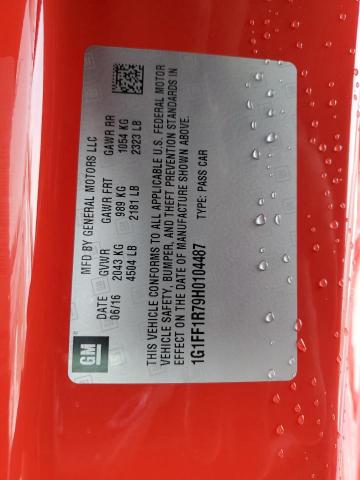 GM
MFD BY GENERAL MOTORS LLC
DATE GVWR GAWR FRT GAWR RR
06/16 2043 KG 989 KG 1054 KG
4504 LB 2181 LB 2323 LB
THIS VEHICLE CONFORMS TO ALL APPLICABLE U.S. FEDERAL MOTOR
VEHICLE SAFETY, BUMPER, AND THEFT PREVENTION STANDARDS IN
EFFECT ON THE DATE OF MANUFACTURE SHOWN ABOVE.
1G1FF1R79H0104487 TYPE: PASS CAR